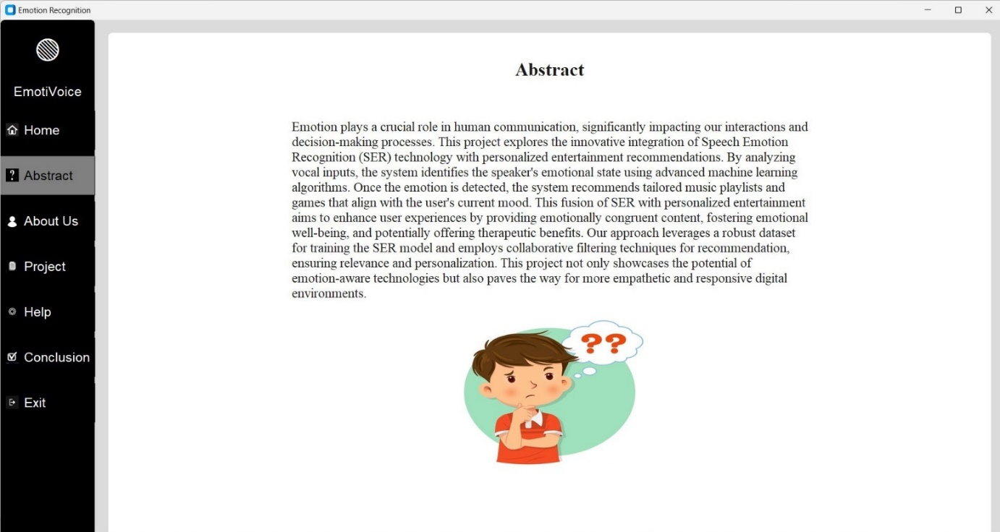 Emotion Recognition
EmotiVoice
Home
Abstract
About Us
Project
Help
Conclusion
Exit
Abstract
Emotion plays a crucial role in human communication, significantly impacting our interactions and
decision-making processes. This project explores the innovative integration of Speech Emotion
Recognition (SER) technology with personalized entertainment recommendations. By analyzing
vocal inputs, the system identifies the speaker's emotional state using advanced machine learning
algorithms. Once the emotion is detected, the system recommends tailored music playlists and
games that align with the user's current mood. This fusion of SER with personalized entertainment
aims to enhance user experiences by providing emotionally congruent content, fostering emotional
well-being, and potentially offering therapeutic benefits. Our approach leverages a robust dataset
for training the SER model and employs collaborative filtering techniques for recommendation,
ensuring relevance and personalization. This project not only showcases the potential of
emotion-aware technologies but also paves the way for more empathetic and responsive digital
environments.
??